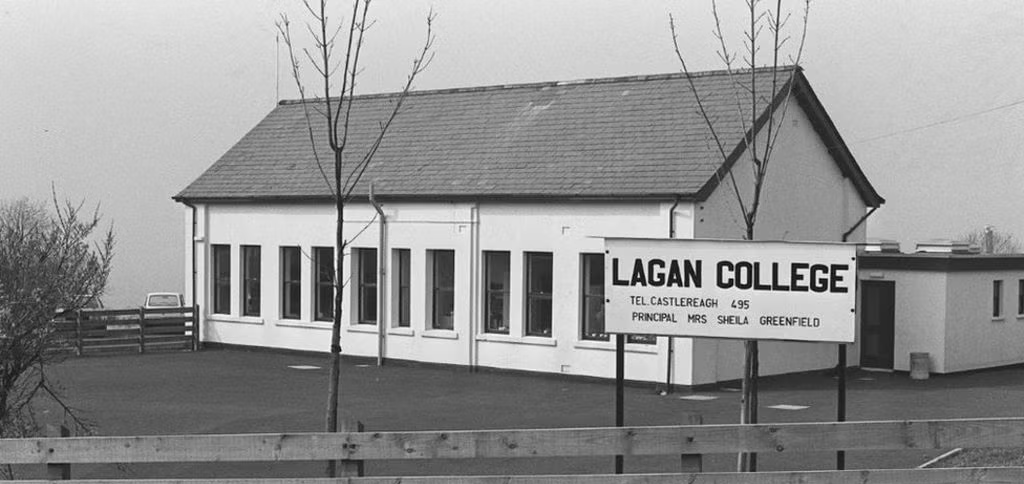 LAGAN COLLEGE
TEL. CASTLEREAGH 495
PRINCIPAL MRS SHEILA GREENFIELD